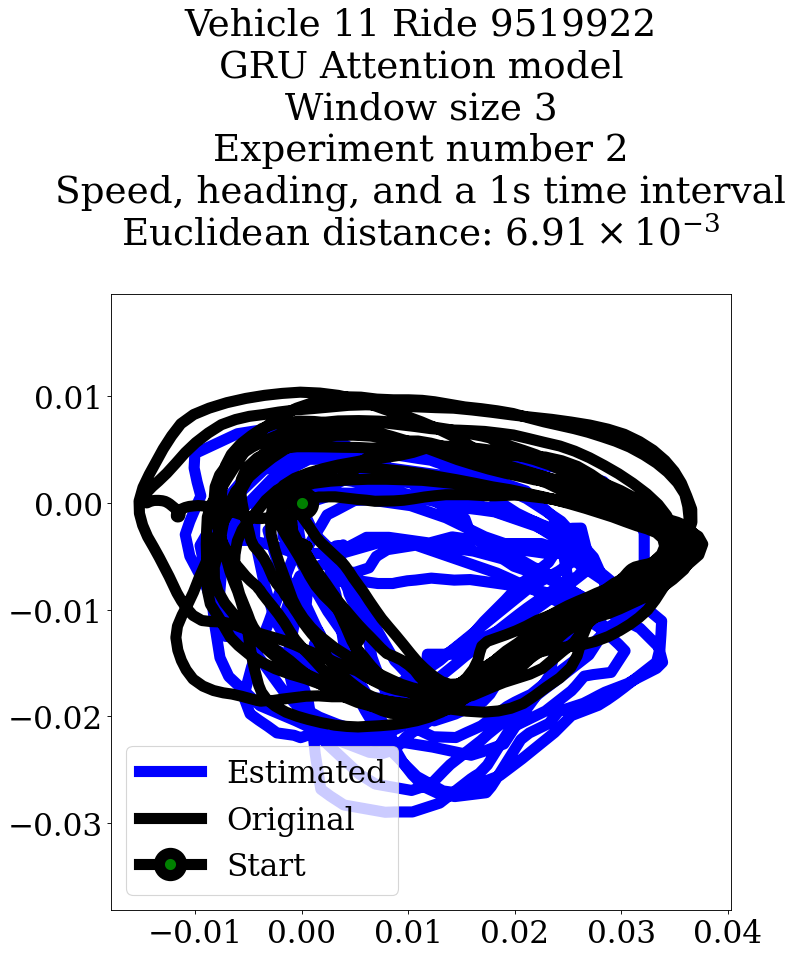 Vehicle 11 Ride 9519922
GRU Attention model
Window size 3
Experiment number 2
Speed, heading, and a 1s time interval
Euclidean distance: 6.91 × 10⁻³
0.01
0.00
−0.01
−0.02
−0.03
Estimated
Original
Start
−0.01 0.00 0.01 0.02 0.03 0.04